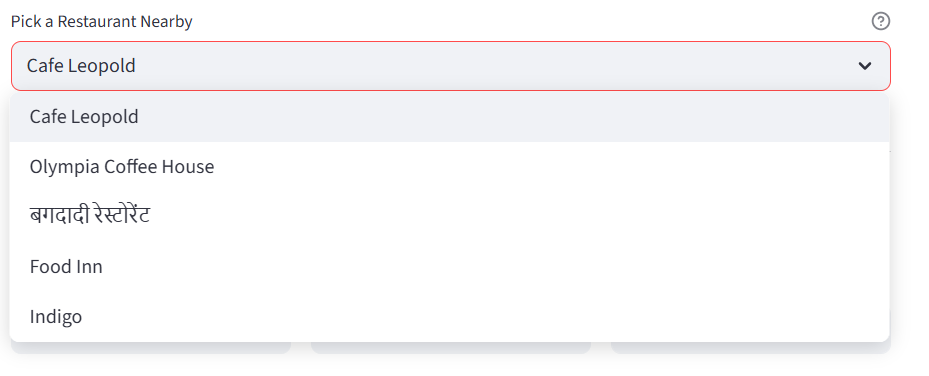 Pick a Restaurant Nearby
Cafe Leopold
Cafe Leopold
Olympia Coffee House
बगदादी रेस्टोरेंट
Food Inn
Indigo